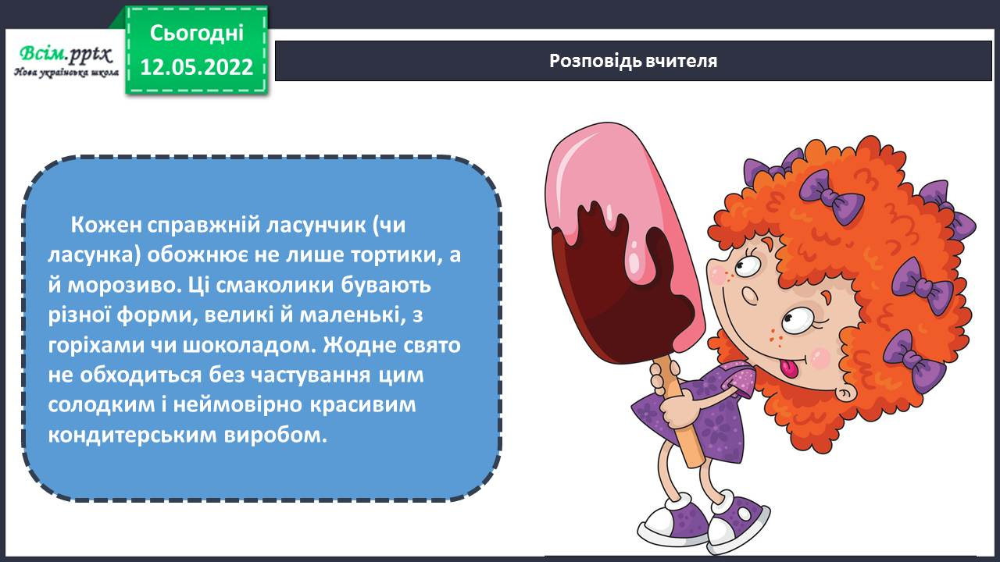 Сьогодні
12.05.2022
Всім.pptx
Нова українська школа
Розповідь вчителя
Кожен справжній ласунчик (чи
ласунка) обожнює не лише тортики, а
й морозиво. Ці смаколики бувають
різної форми, великі й маленькі, з
горіхами чи шоколадом. Жодне свято
не обходиться без частування цим
солодким і неймовірно красивим
кондитерським виробом.